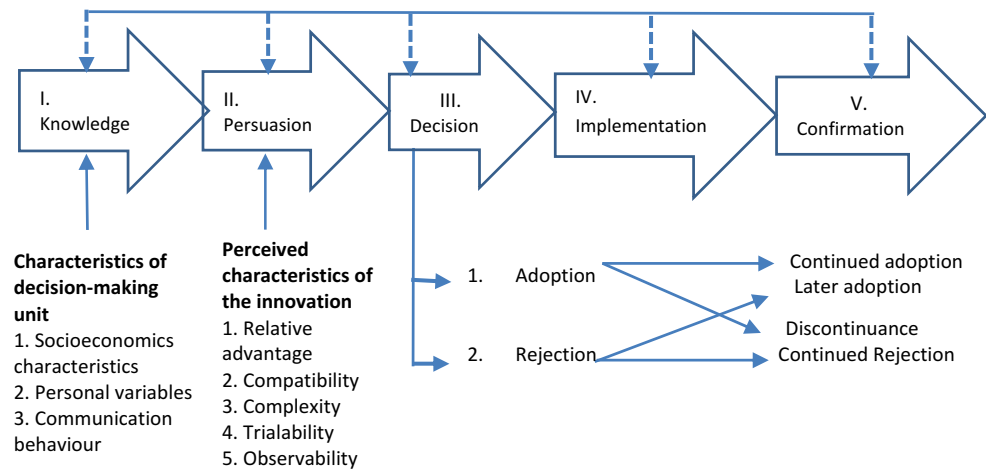 I.
Knowledge
II.
Persuasion
III.
Decision
IV.
Implementation
V.
Confirmation
Characteristics of
decision-making
unit
1. Socioeconomics
characteristics
2. Personal variables
3. Communication
behaviour
Perceived
characteristics of
the innovation
1. Relative
advantage
2. Compatibility
3. Complexity
4. Trialability
5. Observability
1. Adoption
2. Rejection
Continued adoption
Later adoption
Discontinuance
Continued Rejection